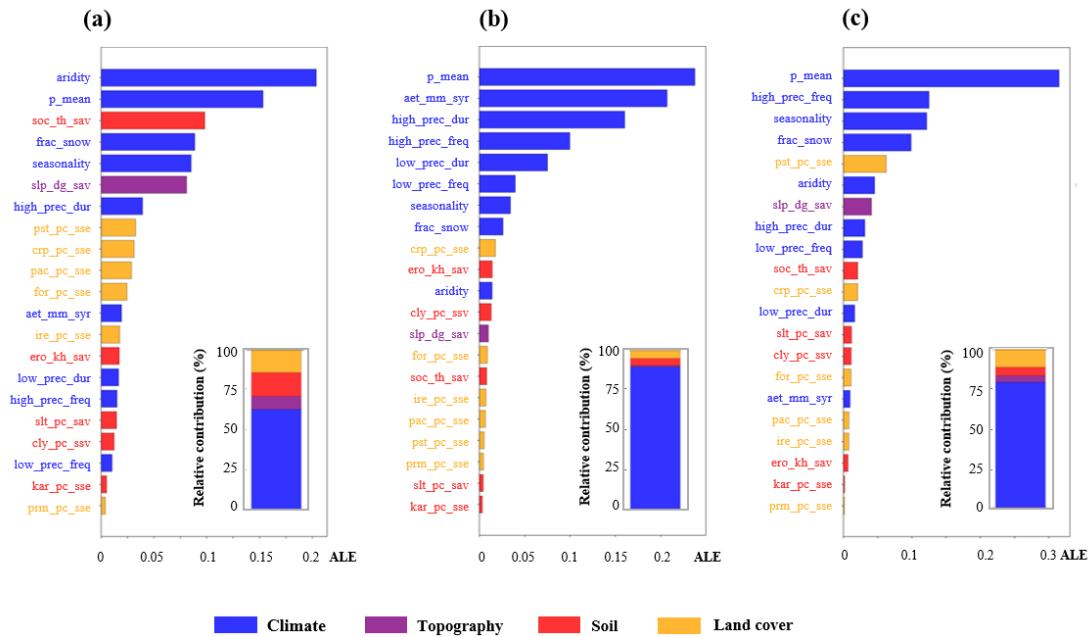 (a)
aridity
p_mean
soc_th_sav
frac_snow
seasonality
slp_dg_sav
high_prec_dur
pst_pc_sse
crp_pc_sse
pac_pc_sse
for_pc_sse
aet_mm_syr
ire_pc_sse
ero_kh_sav
low_prec_dur
high_prec_freq
slt_pc_sav
cly_pc_ssv
low_prec_freq
kar_pc_sse
prm_pc_sse
0 0.05 0.1 0.15 0.2 ALE
Relative contribution (%)
100
75
50
25
0
(b)
p_mean
aet_mm_syr
high_prec_dur
high_prec_freq
low_prec_dur
low_prec_freq
seasonality
frac_snow
crp_pc_sse
ero_kh_sav
aridity
cly_pc_ssv
slp_dg_sav
for_pc_sse
soc_th_sav
ire_pc_sse
pac_pc_sse
pst_pc_sse
prm_pc_sse
slt_pc_sav
kar_pc_sse
0 0.1 0.2 ALE
Relative contribution (%)
100
75
50
25
0
(c)
p_mean
high_prec_freq
seasonality
frac_snow
pst_pc_sse
aridity
slp_dg_sav
high_prec_dur
low_prec_freq
soc_th_sav
crp_pc_sse
low_prec_dur
slt_pc_sav
cly_pc_ssv
for_pc_sse
aet_mm_syr
pac_pc_sse
ire_pc_sse
ero_kh_sav
kar_pc_sse
prm_pc_sse
0 0.1 0.2 0.3 ALE
Relative contribution (%)
100
75
50
25
0
Climate Topography Soil Land cover